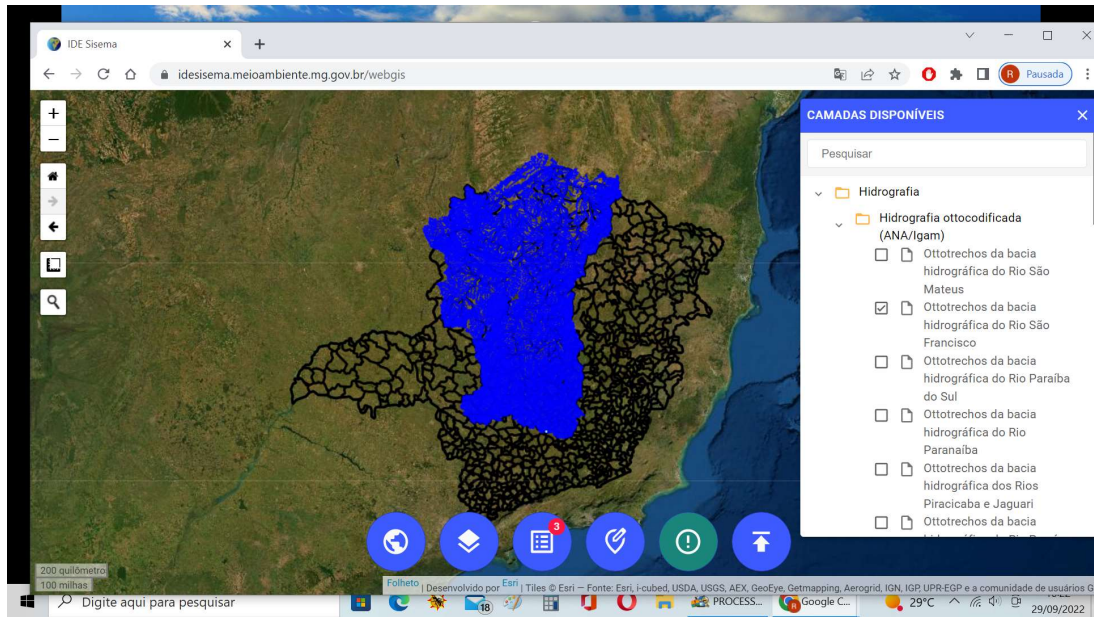 IDE Sisema
idesisema.meioambiente.mg.gov.br/webgis
R Pausada
CAMADAS DISPONÍVEIS
Pesquisar
Hidrografia
Hidrografia ottocodificada
(ANA/Igam)
Ottotrechos da bacia
hidrográfica do Rio São
Mateus
Ottotrechos da bacia
hidrográfica do Rio São
Francisco
Ottotrechos da bacia
hidrográfica do Rio Paraíba
do Sul
Ottotrechos da bacia
hidrográfica do Rio
Paranaíba
Ottotrechos da bacia
hidrográfica dos Rios
Piracicaba e Jaguari
Ottotrechos da bacia
3
200 quilômetro
100 milhas
Folheto | Desenvolvido por Esri | Tiles © Esri — Fonte: Esri, i-cubed, USDA, USGS, AEX, GeoEye, Getmapping, Aerogrid, IGN, IGP, UPR-EGP e a comunidade de usuários G
Digite aqui para pesquisar
18
PROCESS...
Google C...
29°C
29/09/2022